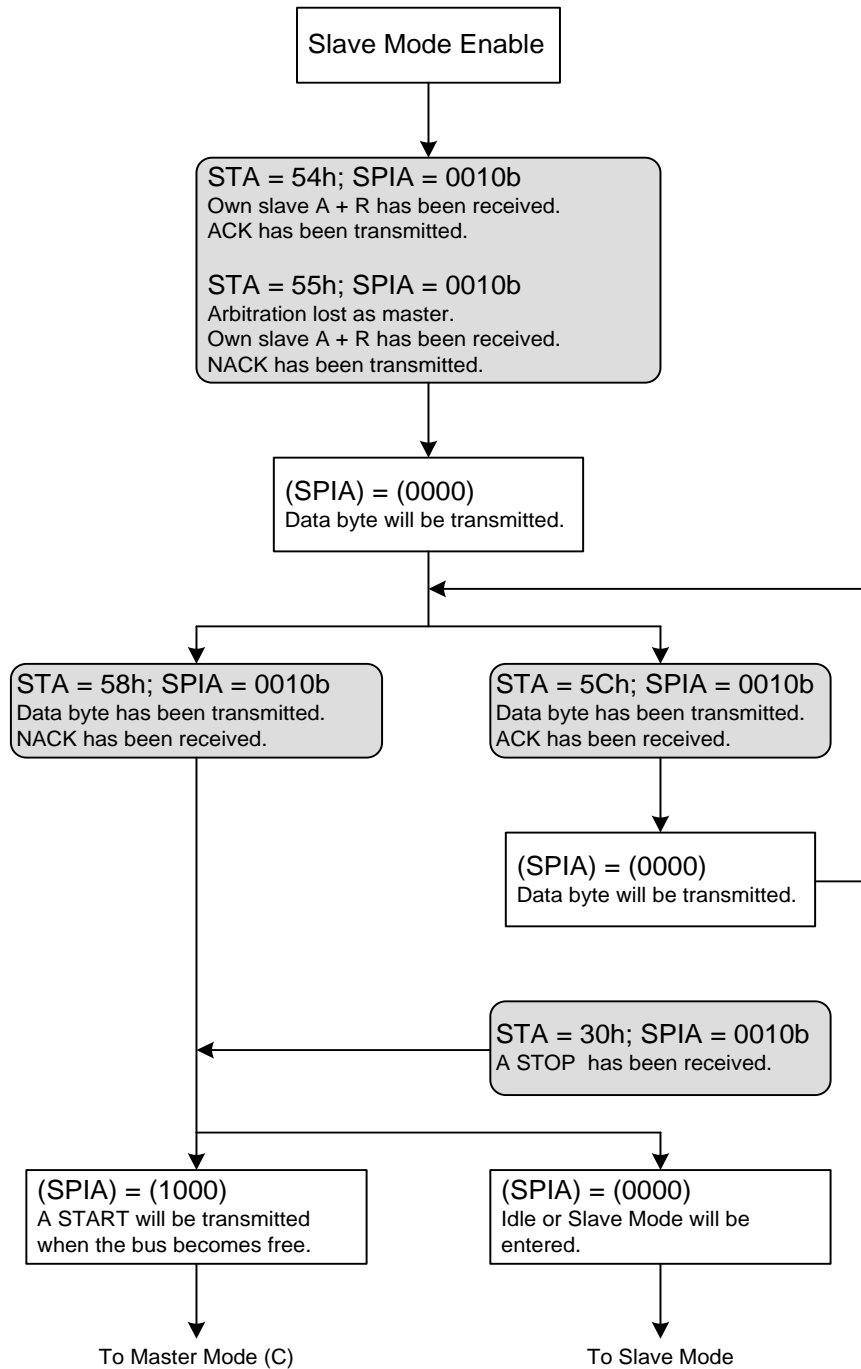 Slave Mode Enable
STA = 54h; SPIA = 0010b
Own slave A + R has been received.
ACK has been transmitted.
STA = 55h; SPIA = 0010b
Arbitration lost as master.
Own slave A + R has been received.
NACK has been transmitted.
(SPIA) = (0000)
Data byte will be transmitted.
STA = 58h; SPIA = 0010b
Data byte has been transmitted.
NACK has been received.
STA = 5Ch; SPIA = 0010b
Data byte has been transmitted.
ACK has been received.
(SPIA) = (0000)
Data byte will be transmitted.
STA = 30h; SPIA = 0010b
A STOP has been received.
(SPIA) = (1000)
A START will be transmitted
when the bus becomes free.
(SPIA) = (0000)
Idle or Slave Mode will be
entered.
To Master Mode (C)
To Slave Mode